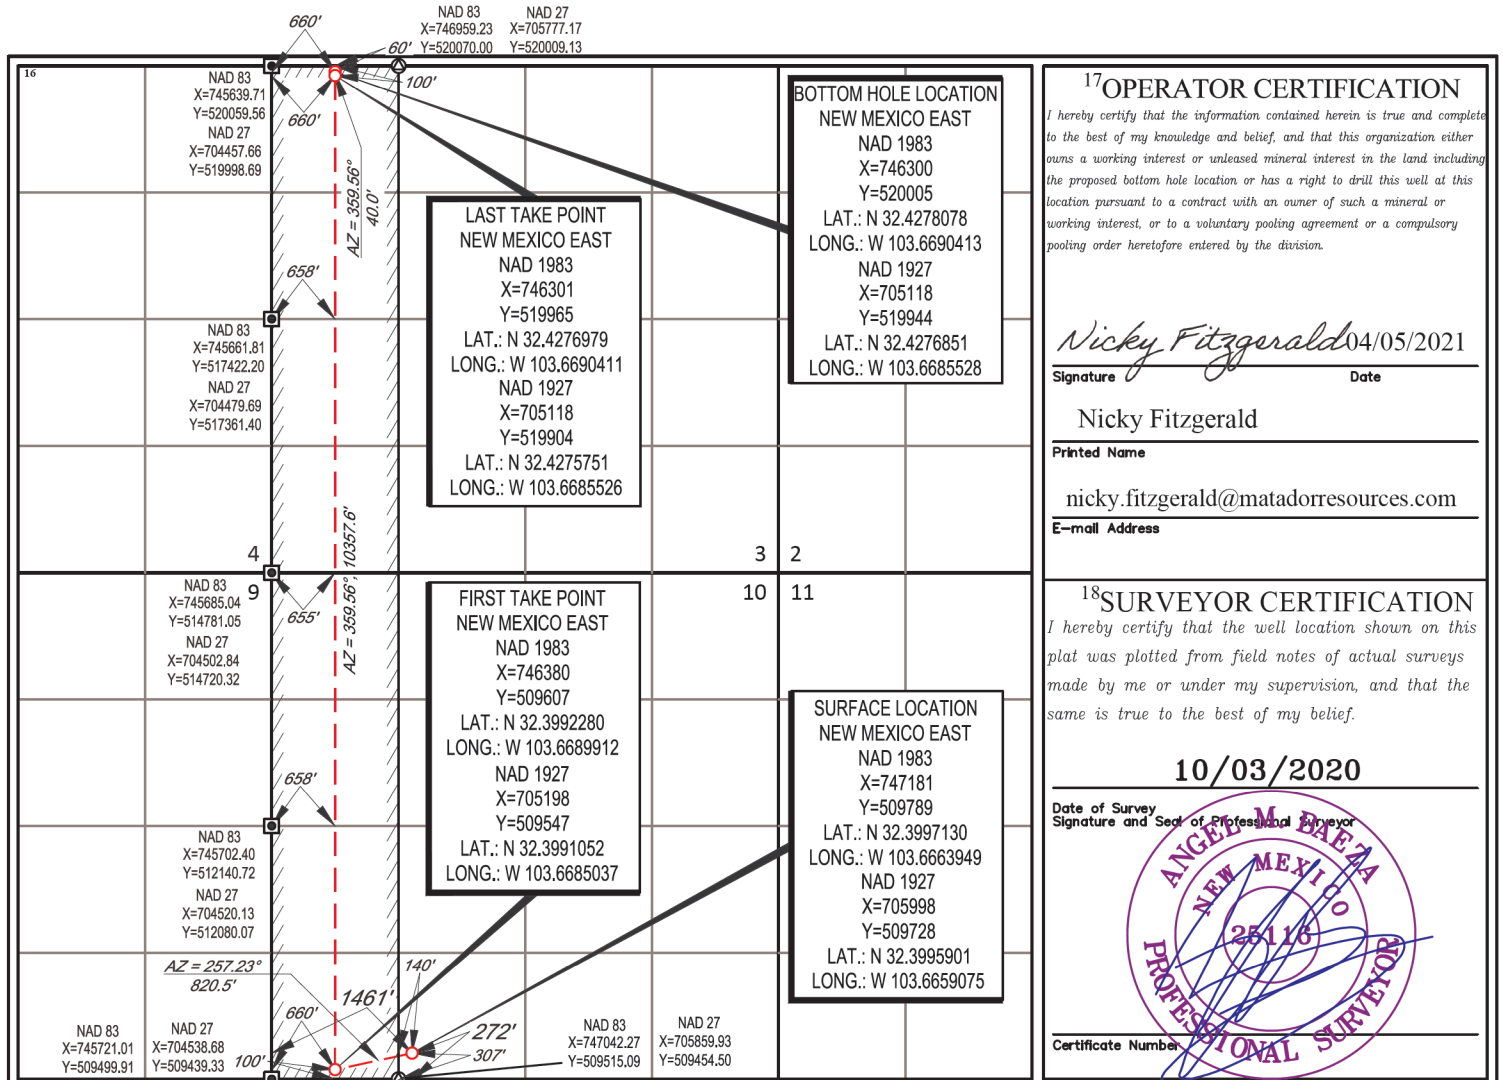 660'
NAD 83
X=746959.23
Y=520070.00
NAD 27
X=705777.17
Y=520009.13
60'
100'
16
NAD 83
X=745639.71
Y=520059.56
NAD 27
X=704457.66
Y=519998.69
660'
AZ = 359.56°
40.0'
658'
NAD 83
X=745661.81
Y=517422.20
NAD 27
X=704479.69
Y=517361.40
LAST TAKE POINT
NEW MEXICO EAST
NAD 1983
X=746301
Y=519965
LAT.: N 32.4276979
LONG.: W 103.6690411
NAD 1927
X=705118
Y=519904
LAT.: N 32.4275751
LONG.: W 103.6685526
BOTTOM HOLE LOCATION
NEW MEXICO EAST
NAD 1983
X=746300
Y=520005
LAT.: N 32.4278078
LONG.: W 103.6690413
NAD 1927
X=705118
Y=519944
LAT.: N 32.4276851
LONG.: W 103.6685528
4
3
2
9
10
11
AZ = 359.56°, 10357.6'
NAD 83
X=745685.04
Y=514781.05
NAD 27
X=704502.84
Y=514720.32
655'
658'
NAD 83
X=745702.40
Y=512140.72
NAD 27
X=704520.13
Y=512080.07
FIRST TAKE POINT
NEW MEXICO EAST
NAD 1983
X=746380
Y=509607
LAT.: N 32.3992280
LONG.: W 103.6689912
NAD 1927
X=705198
Y=509547
LAT.: N 32.3991052
LONG.: W 103.6685037
SURFACE LOCATION
NEW MEXICO EAST
NAD 1983
X=747181
Y=509789
LAT.: N 32.3997130
LONG.: W 103.6663949
NAD 1927
X=705998
Y=509728
LAT.: N 32.3995901
LONG.: W 103.6659075
AZ = 257.23°
820.5'
140'
1461'
660'
272'
307'
100'
NAD 83
X=745721.01
Y=509499.91
NAD 27
X=704538.68
Y=509439.33
NAD 83
X=747042.27
Y=509515.09
NAD 27
X=705859.93
Y=509454.50
17OPERATOR CERTIFICATION
I hereby certify that the information contained herein is true and complete
to the best of my knowledge and belief, and that this organization either
owns a working interest or unleased mineral interest in the land including
the proposed bottom hole location or has a right to drill this well at this
location pursuant to a contract with an owner of such a mineral or
working interest, or to a voluntary pooling agreement or a compulsory
pooling order heretofore entered by the division.
Nicky Fitzgerald 04/05/2021
Signature Date
Nicky Fitzgerald
Printed Name
nicky.fitzgerald@matadorresources.com
E-mail Address
18SURVEYOR CERTIFICATION
I hereby certify that the well location shown on this
plat was plotted from field notes of actual surveys
made by me or under my supervision, and that the
same is true to the best of my belief.
10/03/2020
Date of Survey
Signature and Seal of Professional Surveyor
ANGEL M. BAEZA
NEW MEXICO
25116
PROFESSIONAL SURVEYOR
Certificate Number